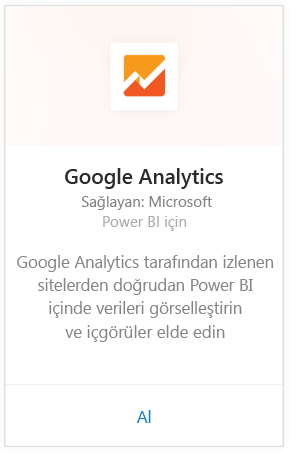 Google Analytics
Sağlayan: Microsoft
Power BI için
Google Analytics tarafından izlenen
sitelerden doğrudan Power BI
içinde verileri görselleştirin
ve içgörüler elde edin
Al